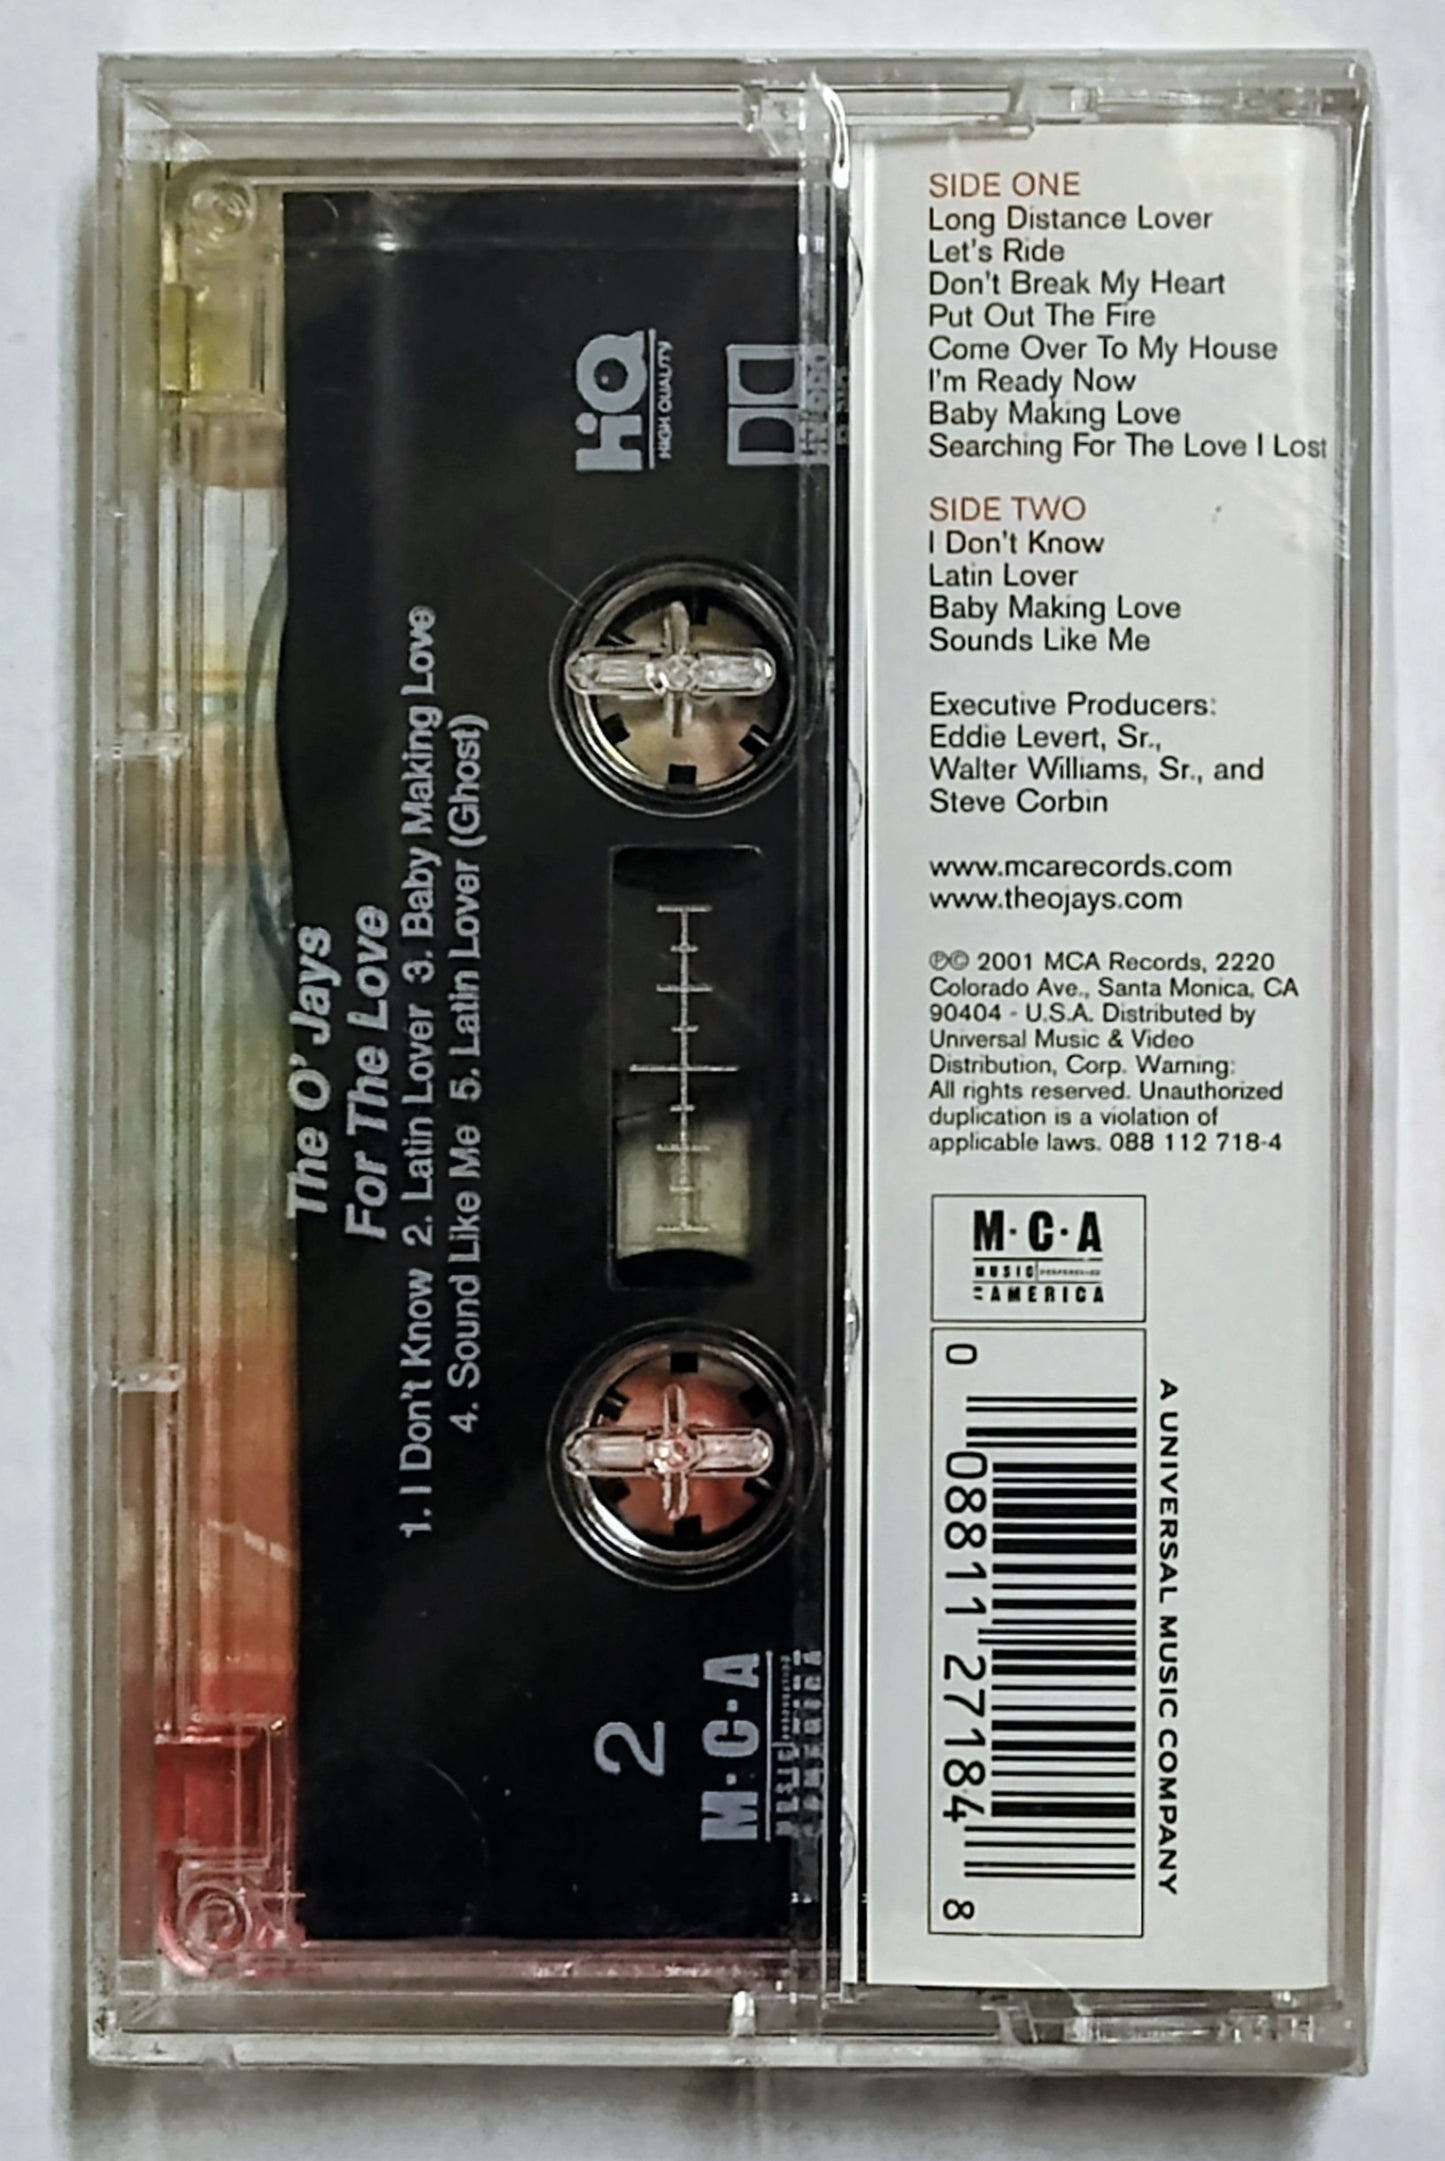 The O' Jays
For The Love
1. I Don't Know 2. Latin Lover 3. Baby Making Love
4. Sound Like Me 5. Latin Lover (Ghost)
HiQ
HIGH QUALITY
2
M·C·A
MUSIC
AMERICA
SIDE ONE
Long Distance Lover
Let's Ride
Don't Break My Heart
Put Out The Fire
Come Over To My House
I'm Ready Now
Baby Making Love
Searching For The Love I Lost
SIDE TWO
I Don't Know
Latin Lover
Baby Making Love
Sounds Like Me
Executive Producers:
Eddie Levert, Sr.,
Walter Williams, Sr., and
Steve Corbin
www.mcarecords.com
www.theojays.com
℗© 2001 MCA Records, 2220
Colorado Ave., Santa Monica, CA
90404 - U.S.A. Distributed by
Universal Music & Video
Distribution, Corp. Warning:
All rights reserved. Unauthorized
duplication is a violation of
applicable laws. 088 112 718-4
M·C·A
MUSIC
OF AMERICA
0 08811 27184 8
A UNIVERSAL MUSIC COMPANY